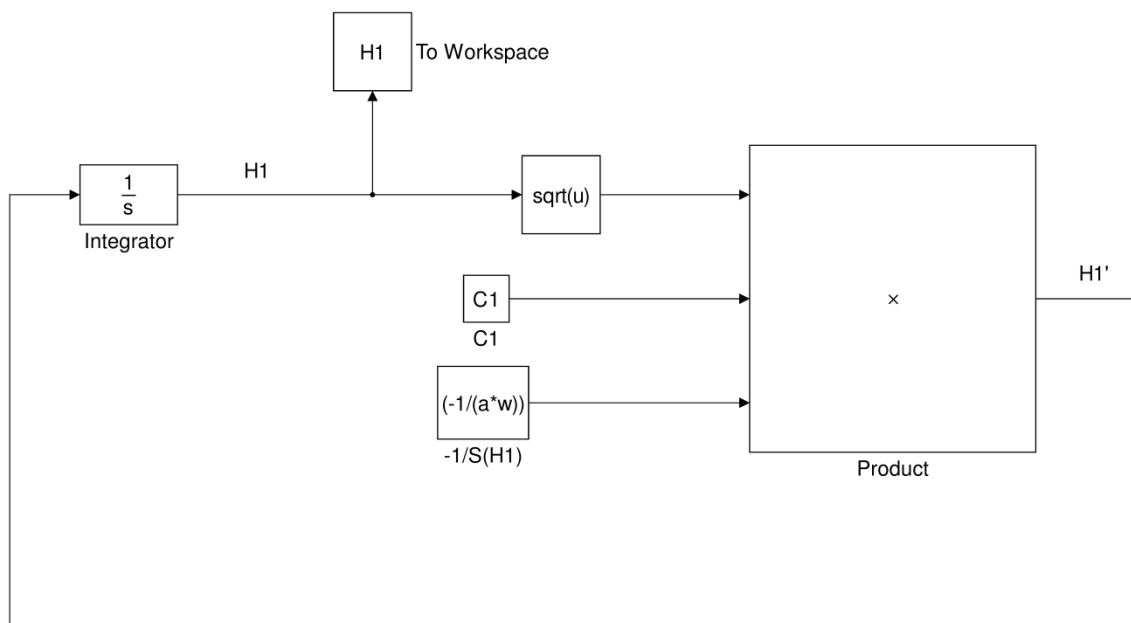 H1
To Workspace
1
s
Integrator
H1
sqrt(u)
C1
C1
(-1/(a*w))
-1/S(H1)
×
Product
H1'